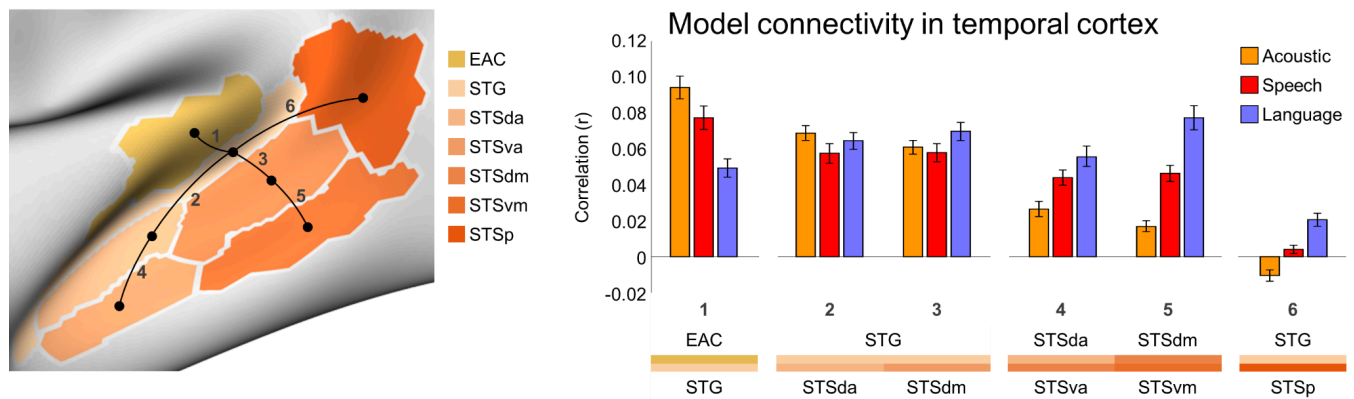 1
6
3
2
5
4
EAC
STG
STSda
STSva
STSdm
STSvm
STSp
Model connectivity in temporal cortex
Correlation (r)
0.12
0.10
0.08
0.06
0.04
0.02
0
-0.02
Acoustic
Speech
Language
1 2 3 4 5 6
EAC STG STSda STSdm STG
STG STSda STSdm STSva STSvm STSp